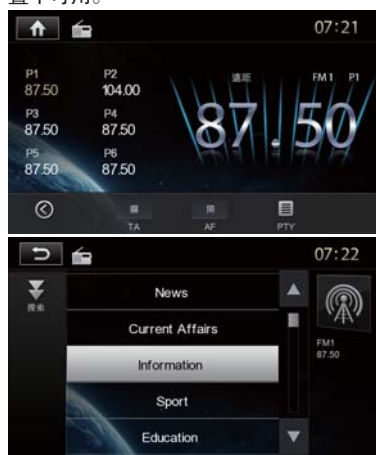 07:21
P1 P2
87.50 104.00
P3 P4
87.50 87.50
P5 P6
87.50 87.50
遠距 FM1 P1
87.50
TA AF PTY
07:22
搜索
News
Current Affairs
Information
Sport
Education
FM1
87.50